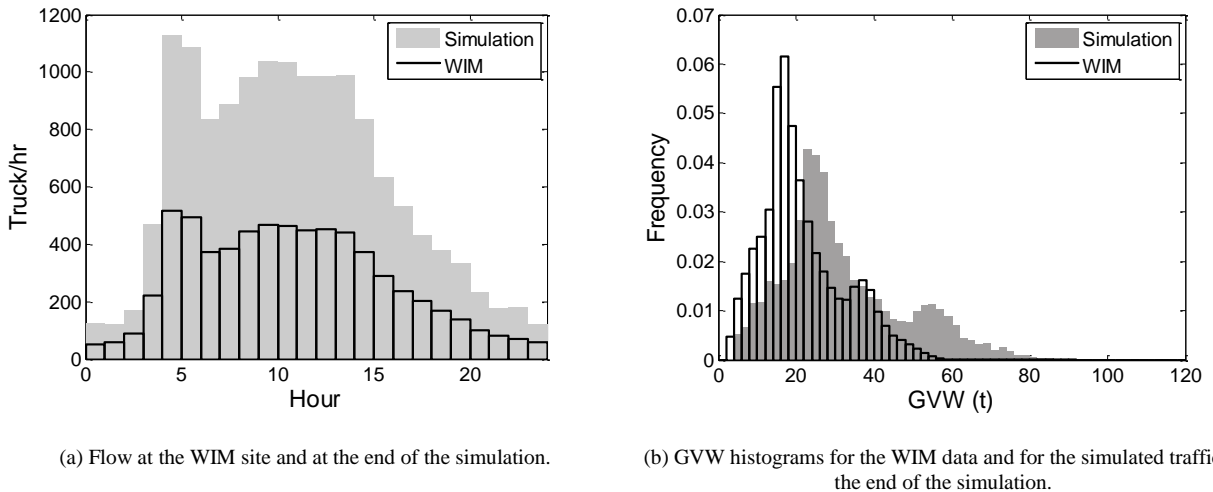 1200
1000
800
600
400
200
0
Truck/hr
0 5 10 15 20
Hour
Simulation
WIM
0.07
0.06
0.05
0.04
0.03
0.02
0.01
0
Frequency
0 20 40 60 80 100 120
GVW (t)
Simulation
WIM
(a) Flow at the WIM site and at the end of the simulation.
(b) GVW histograms for the WIM data and for the simulated traffic
the end of the simulation.